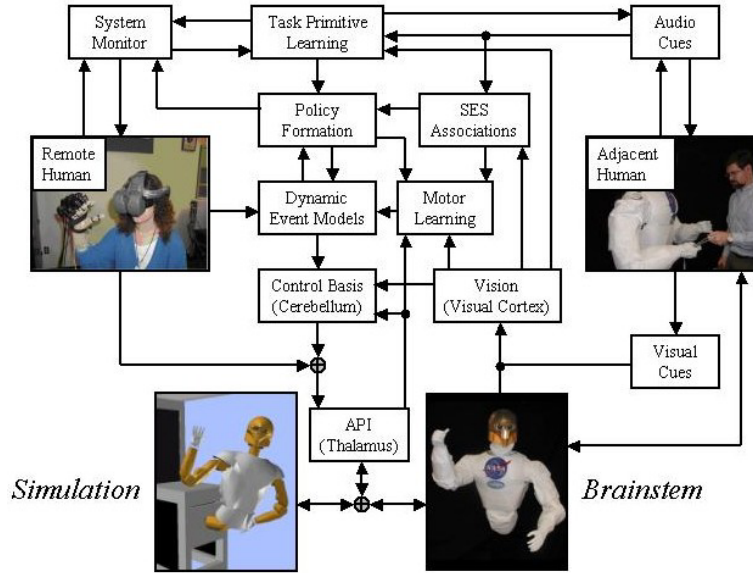 System
Monitor
Task Primitive
Learning
Audio
Cues
Policy
Formation
SES
Associations
Remote
Human
Adjacent
Human
Dynamic
Event Models
Motor
Learning
Control Basis
(Cerebellum)
Vision
(Visual Cortex)
Visual
Cues
API
(Thalamus)
Simulation
NASA
Brainstem